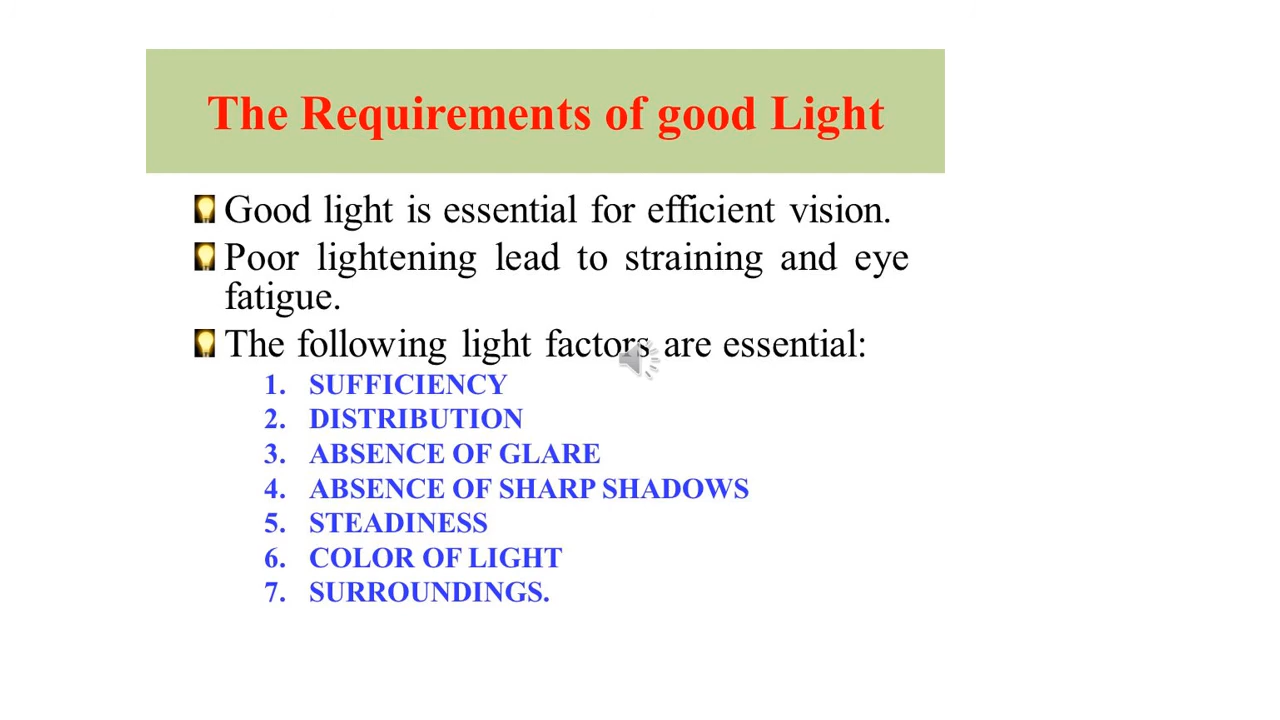 The Requirements of good Light
Good light is essential for efficient vision.
Poor lightening lead to straining and eye
fatigue.
The following light factors are essential:
1. SUFFICIENCY
2. DISTRIBUTION
3. ABSENCE OF GLARE
4. ABSENCE OF SHARP SHADOWS
5. STEADINESS
6. COLOR OF LIGHT
7. SURROUNDINGS.